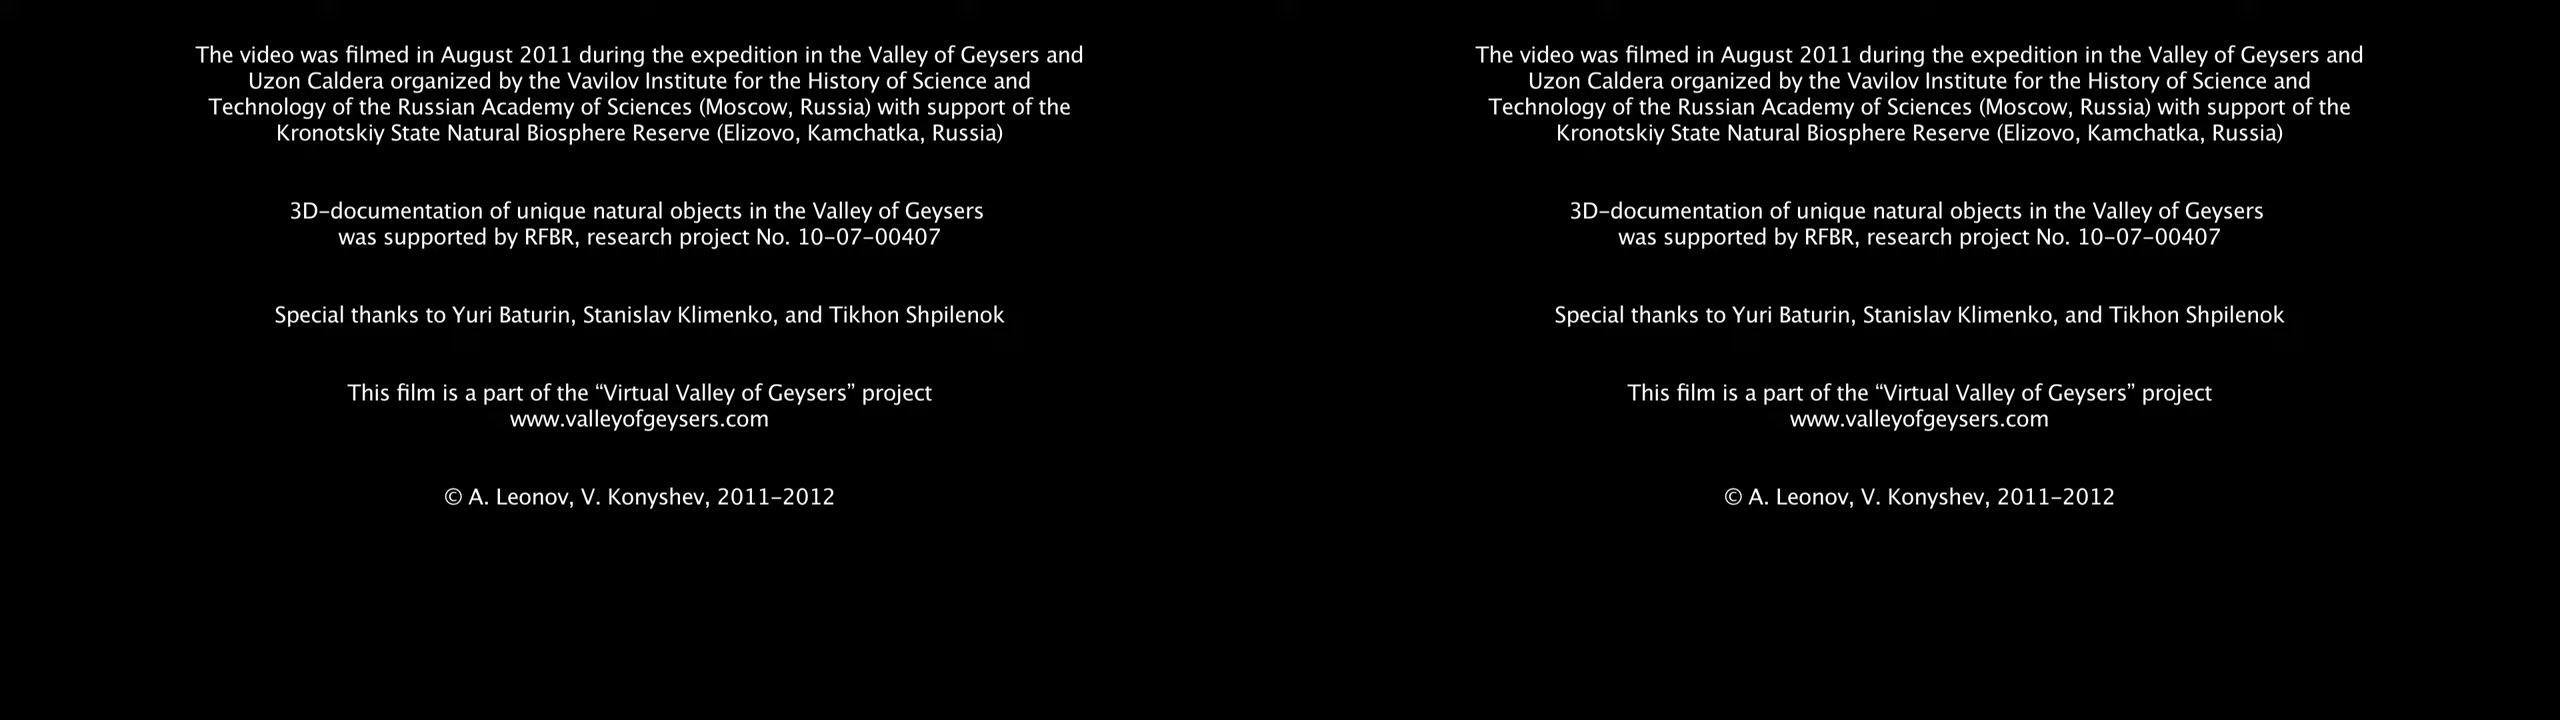 The video was filmed in August 2011 during the expedition in the Valley of Geysers and
Uzon Caldera organized by the Vavilov Institute for the History of Science and
Technology of the Russian Academy of Sciences (Moscow, Russia) with support of the
Kronotskiy State Natural Biosphere Reserve (Elizovo, Kamchatka, Russia)
3D-documentation of unique natural objects in the Valley of Geysers
was supported by RFBR, research project No. 10-07-00407
Special thanks to Yuri Baturin, Stanislav Klimenko, and Tikhon Shpilenok
This film is a part of the “Virtual Valley of Geysers” project
www.valleyofgeysers.com
© A. Leonov, V. Konyshev, 2011-2012
The video was filmed in August 2011 during the expedition in the Valley of Geysers and
Uzon Caldera organized by the Vavilov Institute for the History of Science and
Technology of the Russian Academy of Sciences (Moscow, Russia) with support of the
Kronotskiy State Natural Biosphere Reserve (Elizovo, Kamchatka, Russia)
3D-documentation of unique natural objects in the Valley of Geysers
was supported by RFBR, research project No. 10-07-00407
Special thanks to Yuri Baturin, Stanislav Klimenko, and Tikhon Shpilenok
This film is a part of the “Virtual Valley of Geysers” project
www.valleyofgeysers.com
© A. Leonov, V. Konyshev, 2011-2012